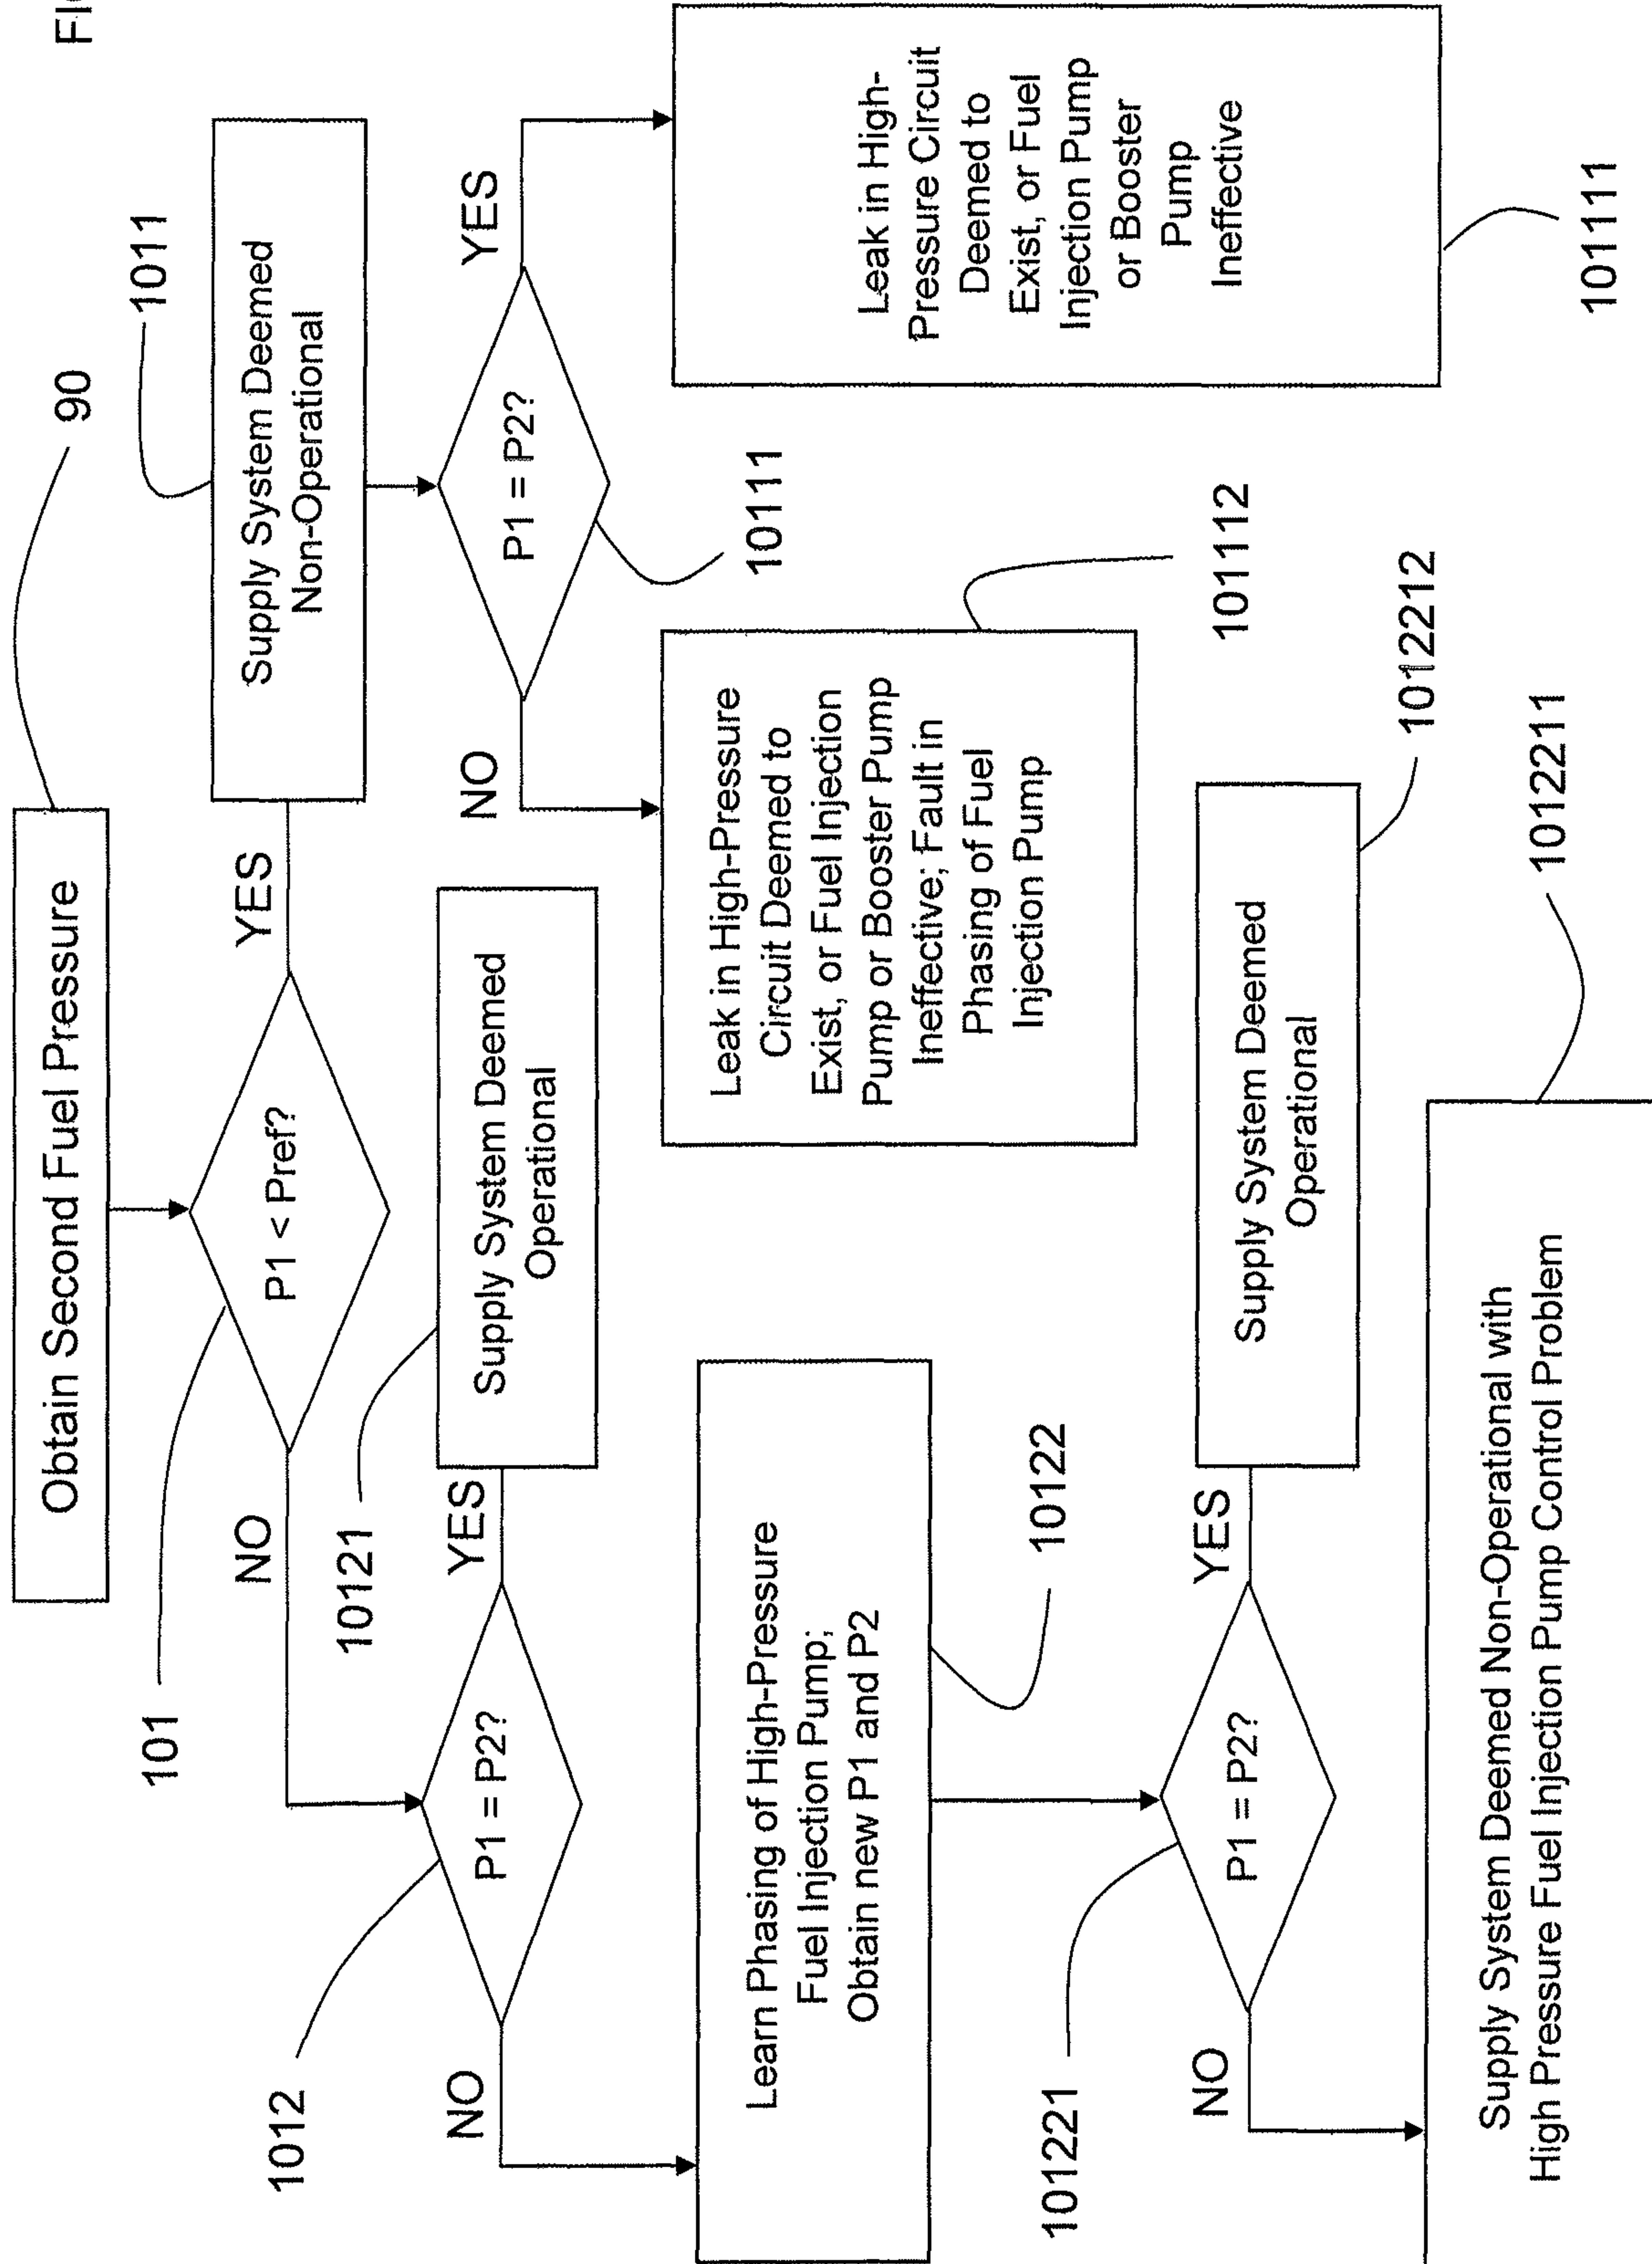 FI
90
Obtain Second Fuel Pressure
101
P1 < Pref?
NO
YES
1011
Supply System Deemed
Non-Operational
1012
P1 = P2?
NO
YES
10121
Supply System Deemed
Operational
P1 = P2?
NO
YES
10111
Learn Phasing of High-Pressure
Fuel Injection Pump;
Obtain new P1 and P2
10122
Leak in High-Pressure
Circuit Deemed to
Exist, or Fuel Injection
Pump or Booster Pump
Ineffective; Fault in
Phasing of Fuel
Injection Pump
101112
Leak in High-
Pressure Circuit
Deemed to
Exist, or Fuel
Injection Pump
or Booster
Pump
Ineffective
101111
101221
P1 = P2?
NO
YES
Supply System Deemed
Operational
1012212
1012211
Supply System Deemed Non-Operational with
High Pressure Fuel Injection Pump Control Problem